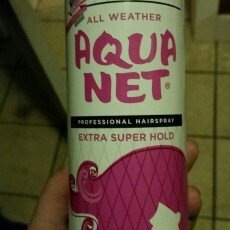 ALL WEATHER
AQUA
NET®
PROFESSIONAL HAIRSPRAY
EXTRA SUPER HOLD